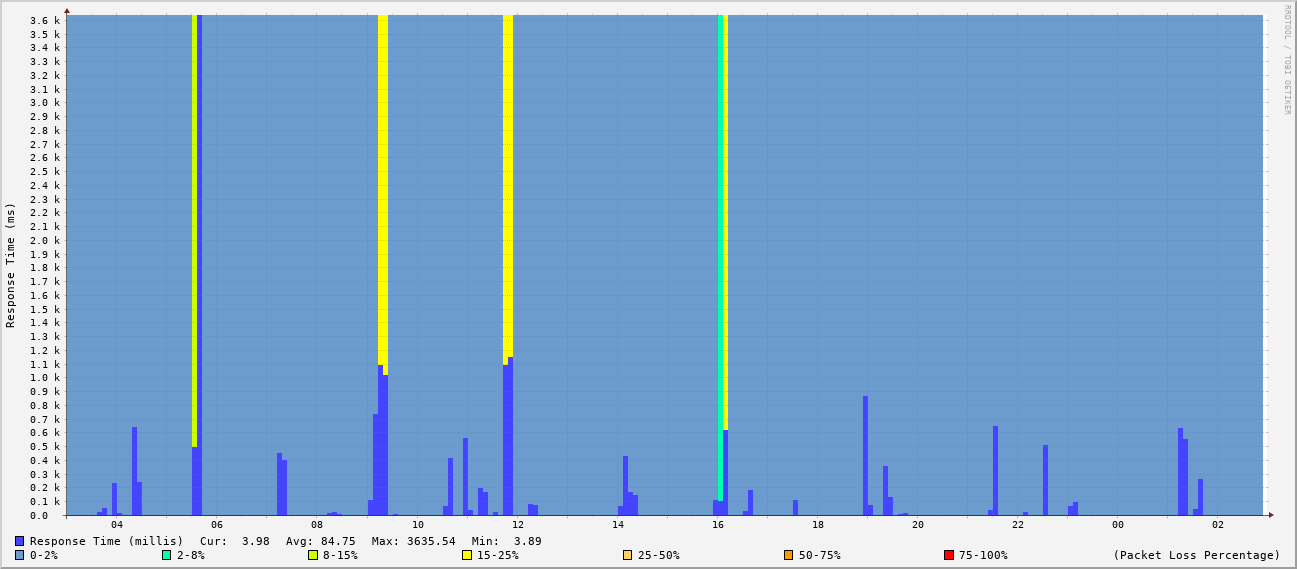 RRDTOOL / TOBI OETIKER
Response Time (ms)
3.6 k
3.5 k
3.4 k
3.3 k
3.2 k
3.1 k
3.0 k
2.9 k
2.8 k
2.7 k
2.6 k
2.5 k
2.4 k
2.3 k
2.2 k
2.1 k
2.0 k
1.9 k
1.8 k
1.7 k
1.6 k
1.5 k
1.4 k
1.3 k
1.2 k
1.1 k
1.0 k
0.9 k
0.8 k
0.7 k
0.6 k
0.5 k
0.4 k
0.3 k
0.2 k
0.1 k
0.0
04 06 08 10 12 14 16 18 20 22 00 02
Response Time (millis) Cur: 3.98 Avg: 84.75 Max: 3635.54 Min: 3.89
0-2% 2-8% 8-15% 15-25% 25-50% 50-75% 75-100% (Packet Loss Percentage)